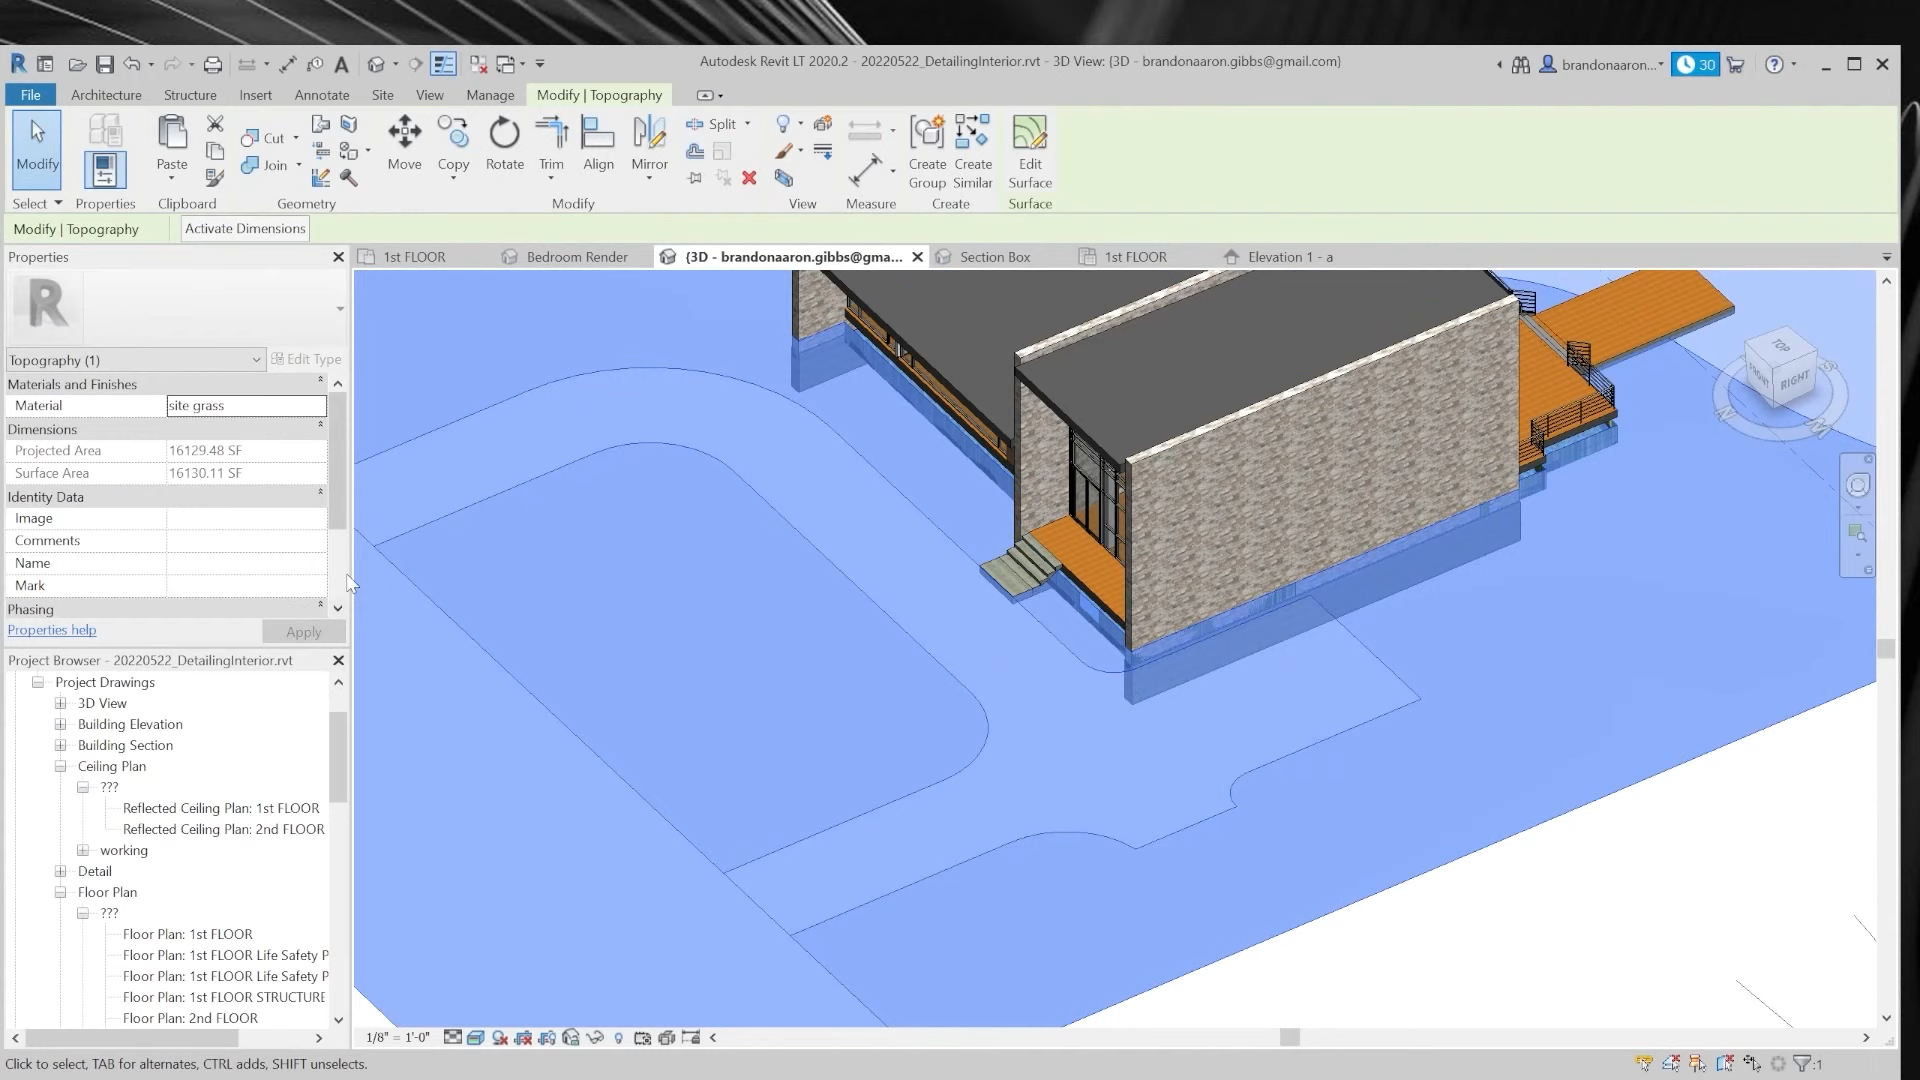 Autodesk Revit LT 2020.2 - 20220522_DetailingInterior.rvt - 3D View: {3D - brandonaaron.gibbs@gmail.com}
brandonaaron...
30
File
Architecture
Structure
Insert
Annotate
Site
View
Manage
Modify | Topography
Modify
Paste
Cut
Join
Move
Copy
Rotate
Trim
Align
Mirror
Split
Create Group
Create Similar
Edit Surface
Select
Properties
Clipboard
Geometry
Modify
View
Measure
Create
Surface
Modify | Topography
Activate Dimensions
Properties
1st FLOOR
Bedroom Render
{3D - brandonaaron.gibbs@gma...
Section Box
1st FLOOR
Elevation 1 - a
R
Topography (1)
Edit Type
Materials and Finishes
Material site grass
Dimensions
Projected Area 16129.48 SF
Surface Area 16130.11 SF
Identity Data
Image
Comments
Name
Mark
Phasing
Properties help
Apply
TOP
FRONT
RIGHT
Project Browser - 20220522_DetailingInterior.rvt
Project Drawings
3D View
Building Elevation
Building Section
Ceiling Plan
???
Reflected Ceiling Plan: 1st FLOOR
Reflected Ceiling Plan: 2nd FLOOR
working
Detail
Floor Plan
???
Floor Plan: 1st FLOOR
Floor Plan: 1st FLOOR Life Safety P
Floor Plan: 1st FLOOR Life Safety P
Floor Plan: 1st FLOOR STRUCTURE
Floor Plan: 2nd FLOOR
1/8" = 1'-0"
Click to select, TAB for alternates, CTRL adds, SHIFT unselects.
:1